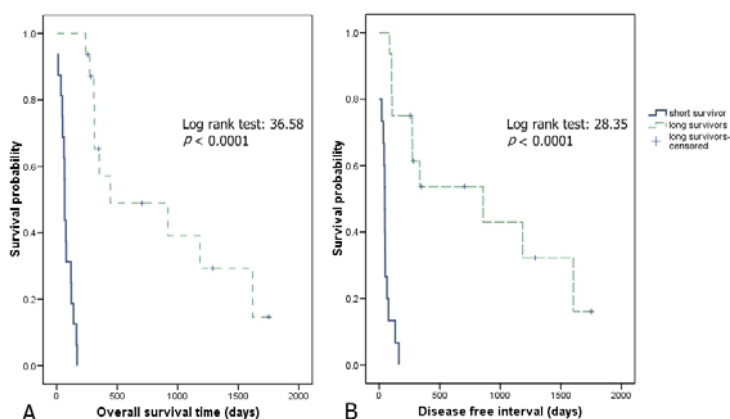 1.0
0.8
0.6
0.4
0.2
0.0
Survival probability
Log rank test: 36.58
p < 0.0001
0
500
1000
1500
2000
Overall survival time (days)
A
1.0
0.8
0.6
0.4
0.2
0.0
Survival probability
Log rank test: 28.35
p < 0.0001
0
500
1000
1500
2000
Disease free interval (days)
B
short survivor
long survivors
long survivors-
censored